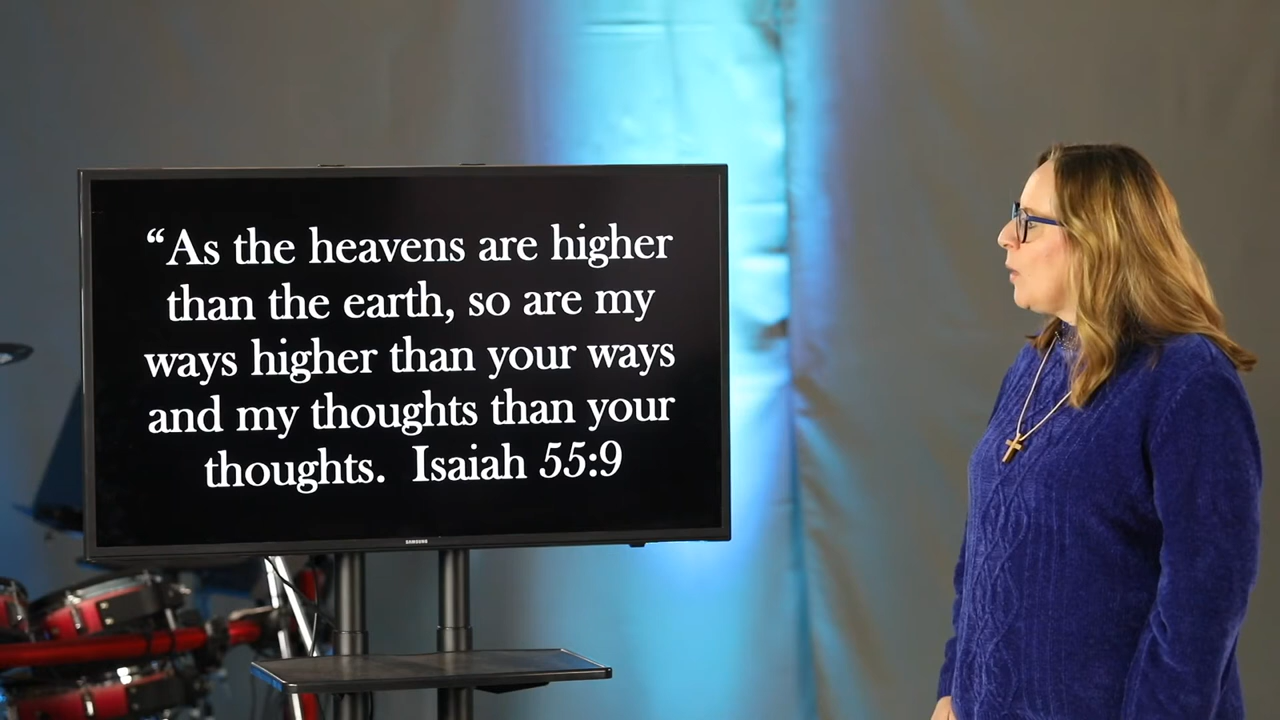 “As the heavens are higher
than the earth, so are my
ways higher than your ways
and my thoughts than your
thoughts.  Isaiah 55:9
SAMSUNG